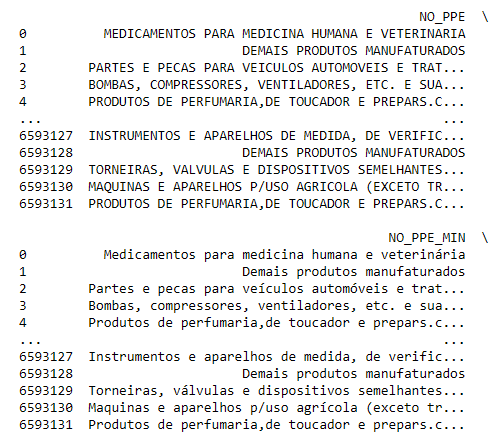 NO_PPE \
0 MEDICAMENTOS PARA MEDICINA HUMANA E VETERINARIA
1 DEMAIS PRODUTOS MANUFATURADOS
2 PARTES E PECAS PARA VEICULOS AUTOMOVEIS E TRAT...
3 BOMBAS, COMPRESSORES, VENTILADORES, ETC. E SUA...
4 PRODUTOS DE PERFUMARIA,DE TOUCADOR E PREPARS.C...
... ...
6593127 INSTRUMENTOS E APARELHOS DE MEDIDA, DE VERIFIC...
6593128 DEMAIS PRODUTOS MANUFATURADOS
6593129 TORNEIRAS, VALVULAS E DISPOSITIVOS SEMELHANTES...
6593130 MAQUINAS E APARELHOS P/USO AGRICOLA (EXCETO TR...
6593131 PRODUTOS DE PERFUMARIA,DE TOUCADOR E PREPARS.C...
NO_PPE_MIN \
0 Medicamentos para medicina humana e veterinária
1 Demais produtos manufaturados
2 Partes e pecas para veículos automóveis e trat...
3 Bombas, compressores, ventiladores, etc. e sua...
4 Produtos de perfumaria,de toucador e prepars.c...
... ...
6593127 Instrumentos e aparelhos de medida, de verific...
6593128 Demais produtos manufaturados
6593129 Torneiras, válvulas e dispositivos semelhantes...
6593130 Maquinas e aparelhos p/uso agrícola (exceto tr...
6593131 Produtos de perfumaria,de toucador e prepars.c...